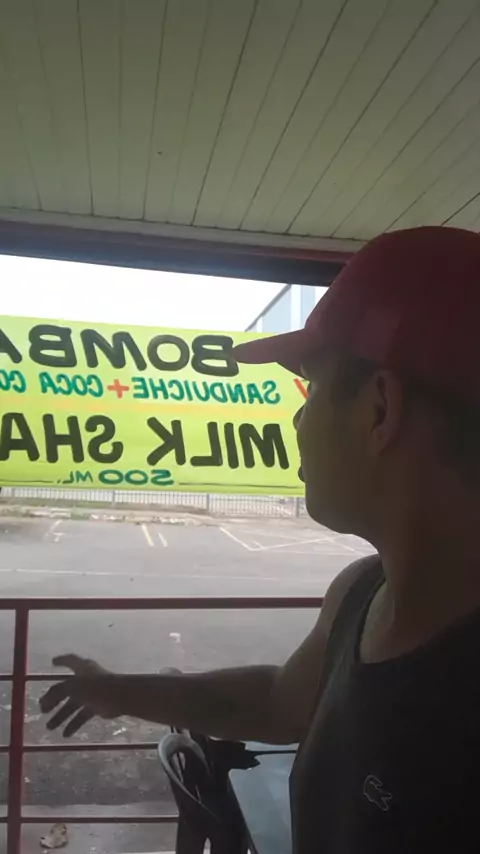 BOMBA
SANDUICHE + COCA CO
MILK SHA
500 ML.